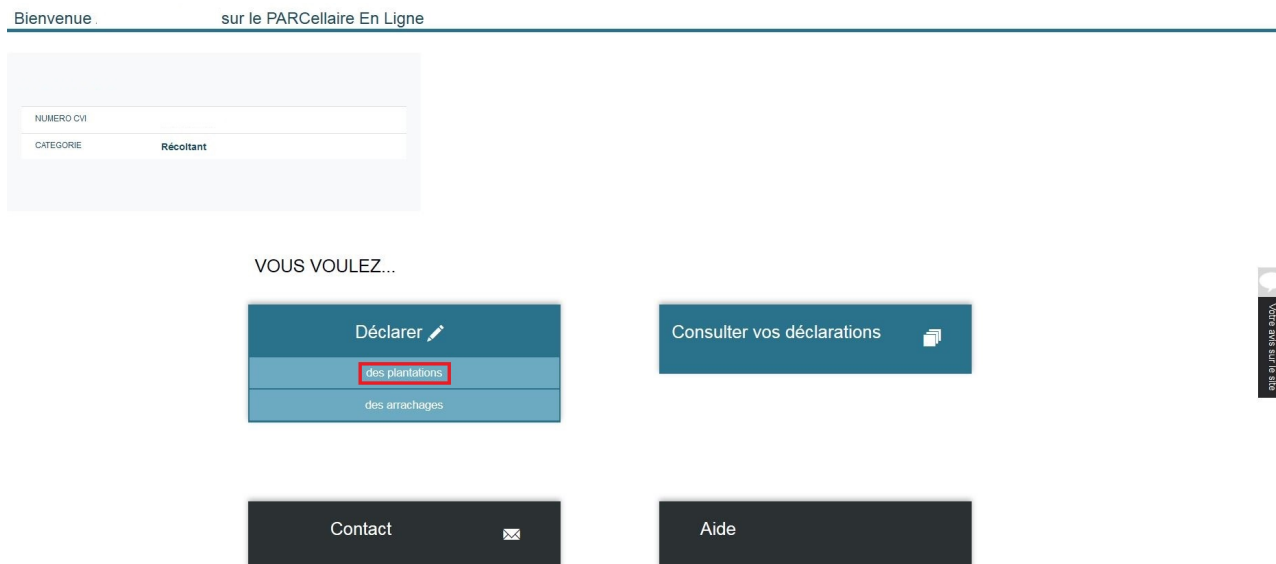 Bienvenue . sur le PARCellaire En Ligne
NUMERO CVI
CATEGORIE Récoltant
VOUS VOULEZ...
Déclarer
des plantations
des arrachages
Consulter vos déclarations
Votre avis sur le site
Contact
Aide